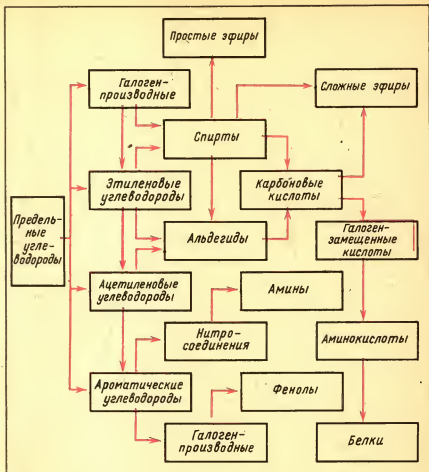 Простые эфиры
Галоген-
производные
Сложные эфиры
Спирты
Этиленовые
углеводороды
Карбоновые
кислоты
Предель-
ные
угле-
водороды
Альдегиды
Галоген-
замещенные
кислоты
Ацетиленовые
углеводороды
Амины
Нитро-
соединения
Аминокислоты
Ароматические
углеводороды
Фенолы
Галоген-
производные
Белки